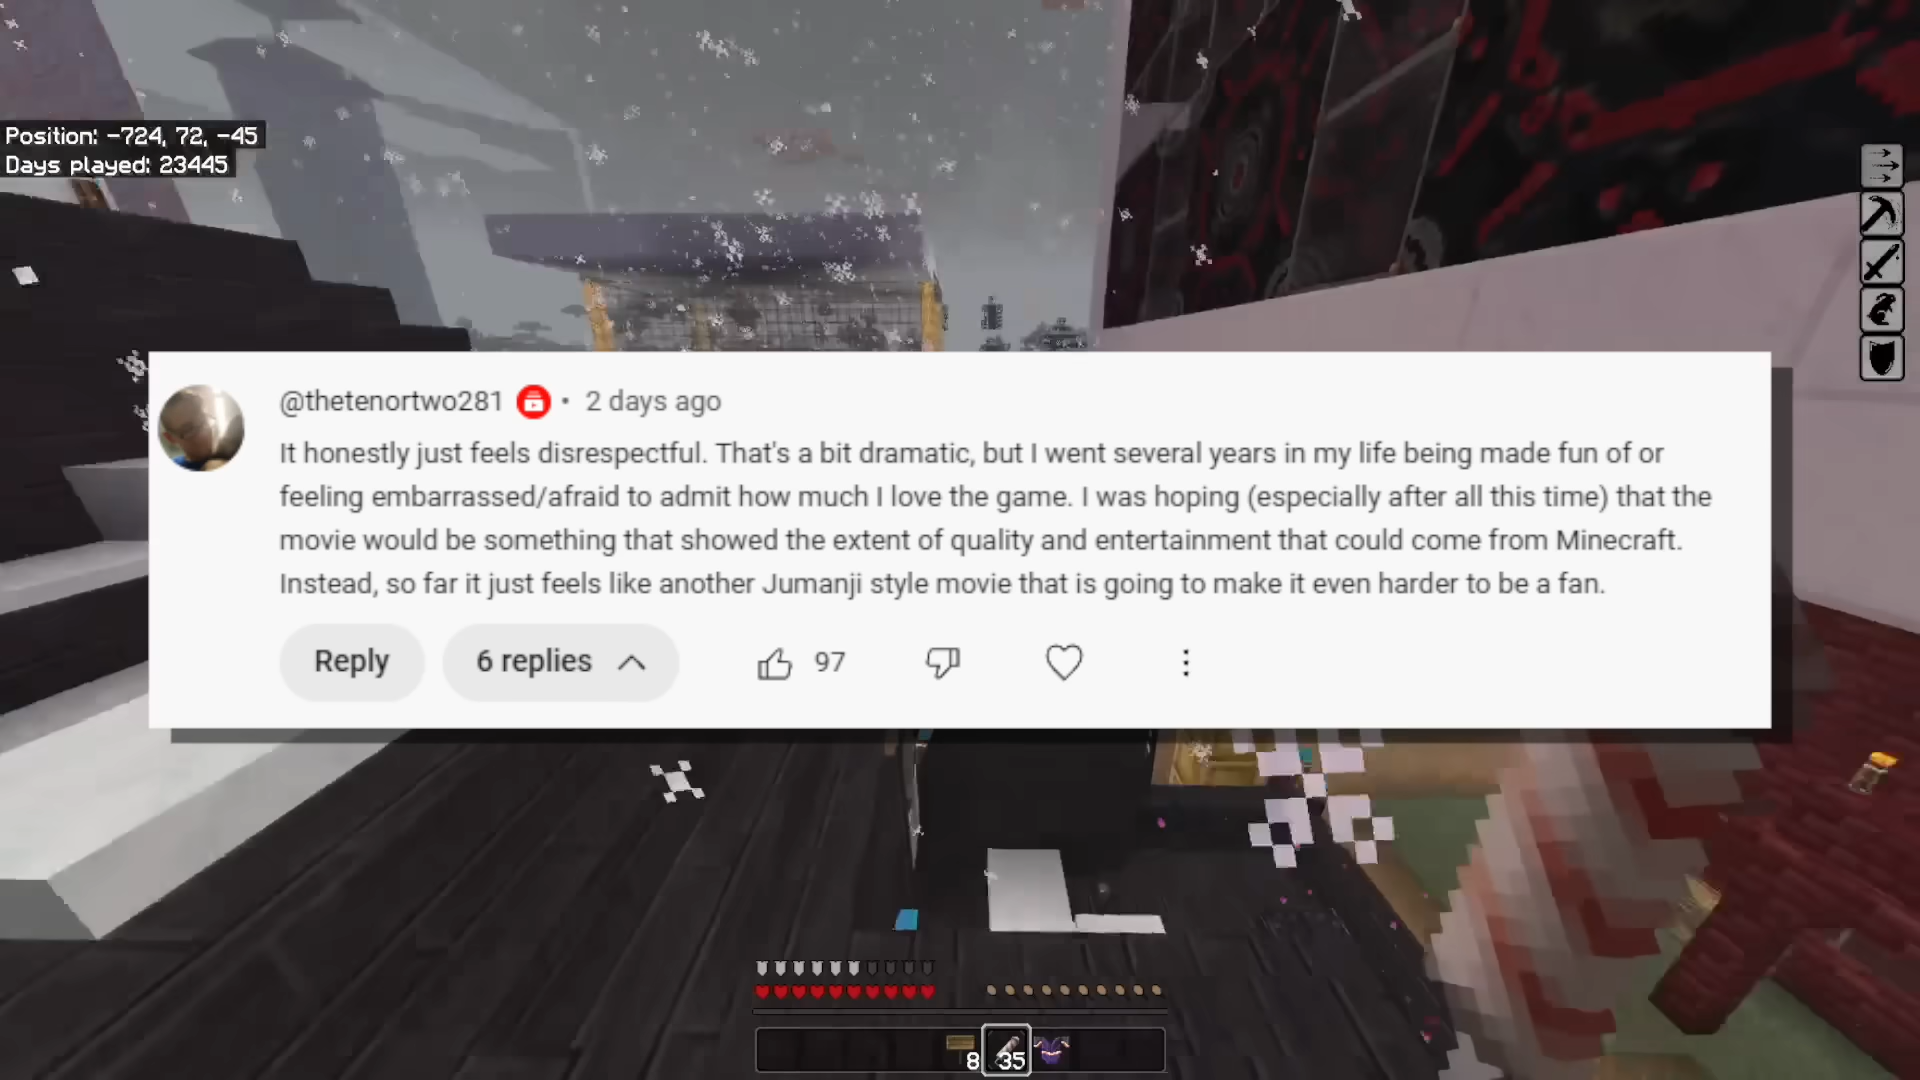 Position: -724, 72, -45
Days played: 23445
@thetenortwo281 • 2 days ago
It honestly just feels disrespectful. That's a bit dramatic, but I went several years in my life being made fun of or
feeling embarrassed/afraid to admit how much I love the game. I was hoping (especially after all this time) that the
movie would be something that showed the extent of quality and entertainment that could come from Minecraft.
Instead, so far it just feels like another Jumanji style movie that is going to make it even harder to be a fan.
Reply 6 replies 97
8 35